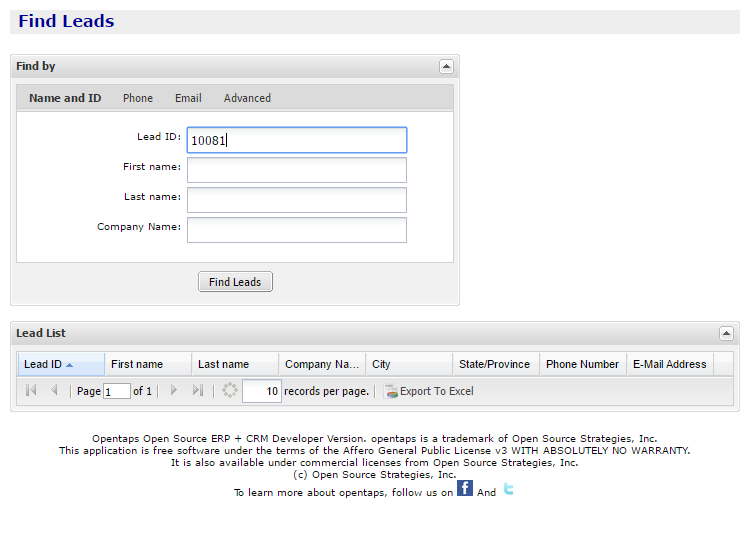 Find Leads
Find by
Name and ID Phone Email Advanced
Lead ID: 10081
First name:
Last name:
Company Name:
Find Leads
Lead List
Lead ID First name Last name Company Na... City State/Province Phone Number E-Mail Address
Page 1 of 1 10 records per page. Export To Excel
Opentaps Open Source ERP + CRM Developer Version. opentaps is a trademark of Open Source Strategies, Inc.
This application is free software under the terms of the Affero General Public License v3 WITH ABSOLUTELY NO WARRANTY.
It is also available under commercial licenses from Open Source Strategies, Inc.
(c) Open Source Strategies, Inc.
To learn more about opentaps, follow us on f And t